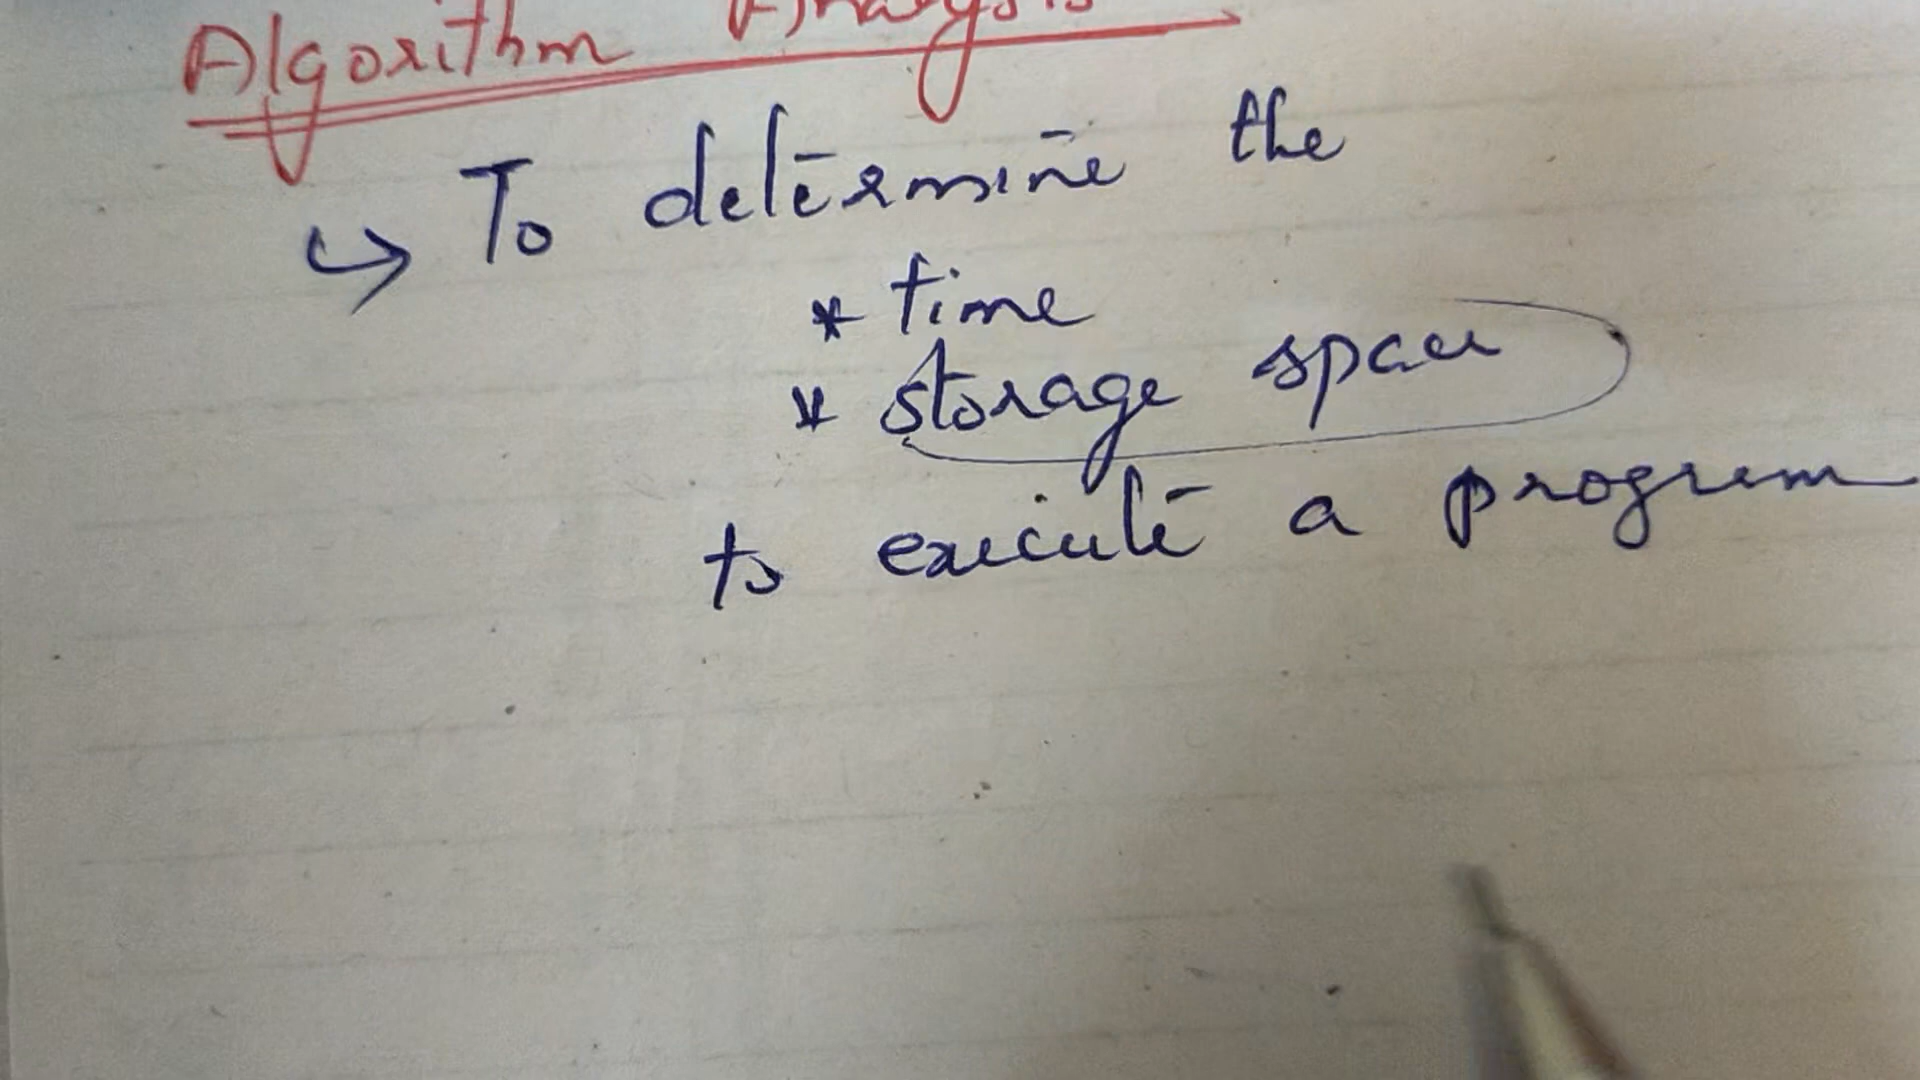 Algorithm Analysis
↪ To determine the
* time
* storage space
to execute a program